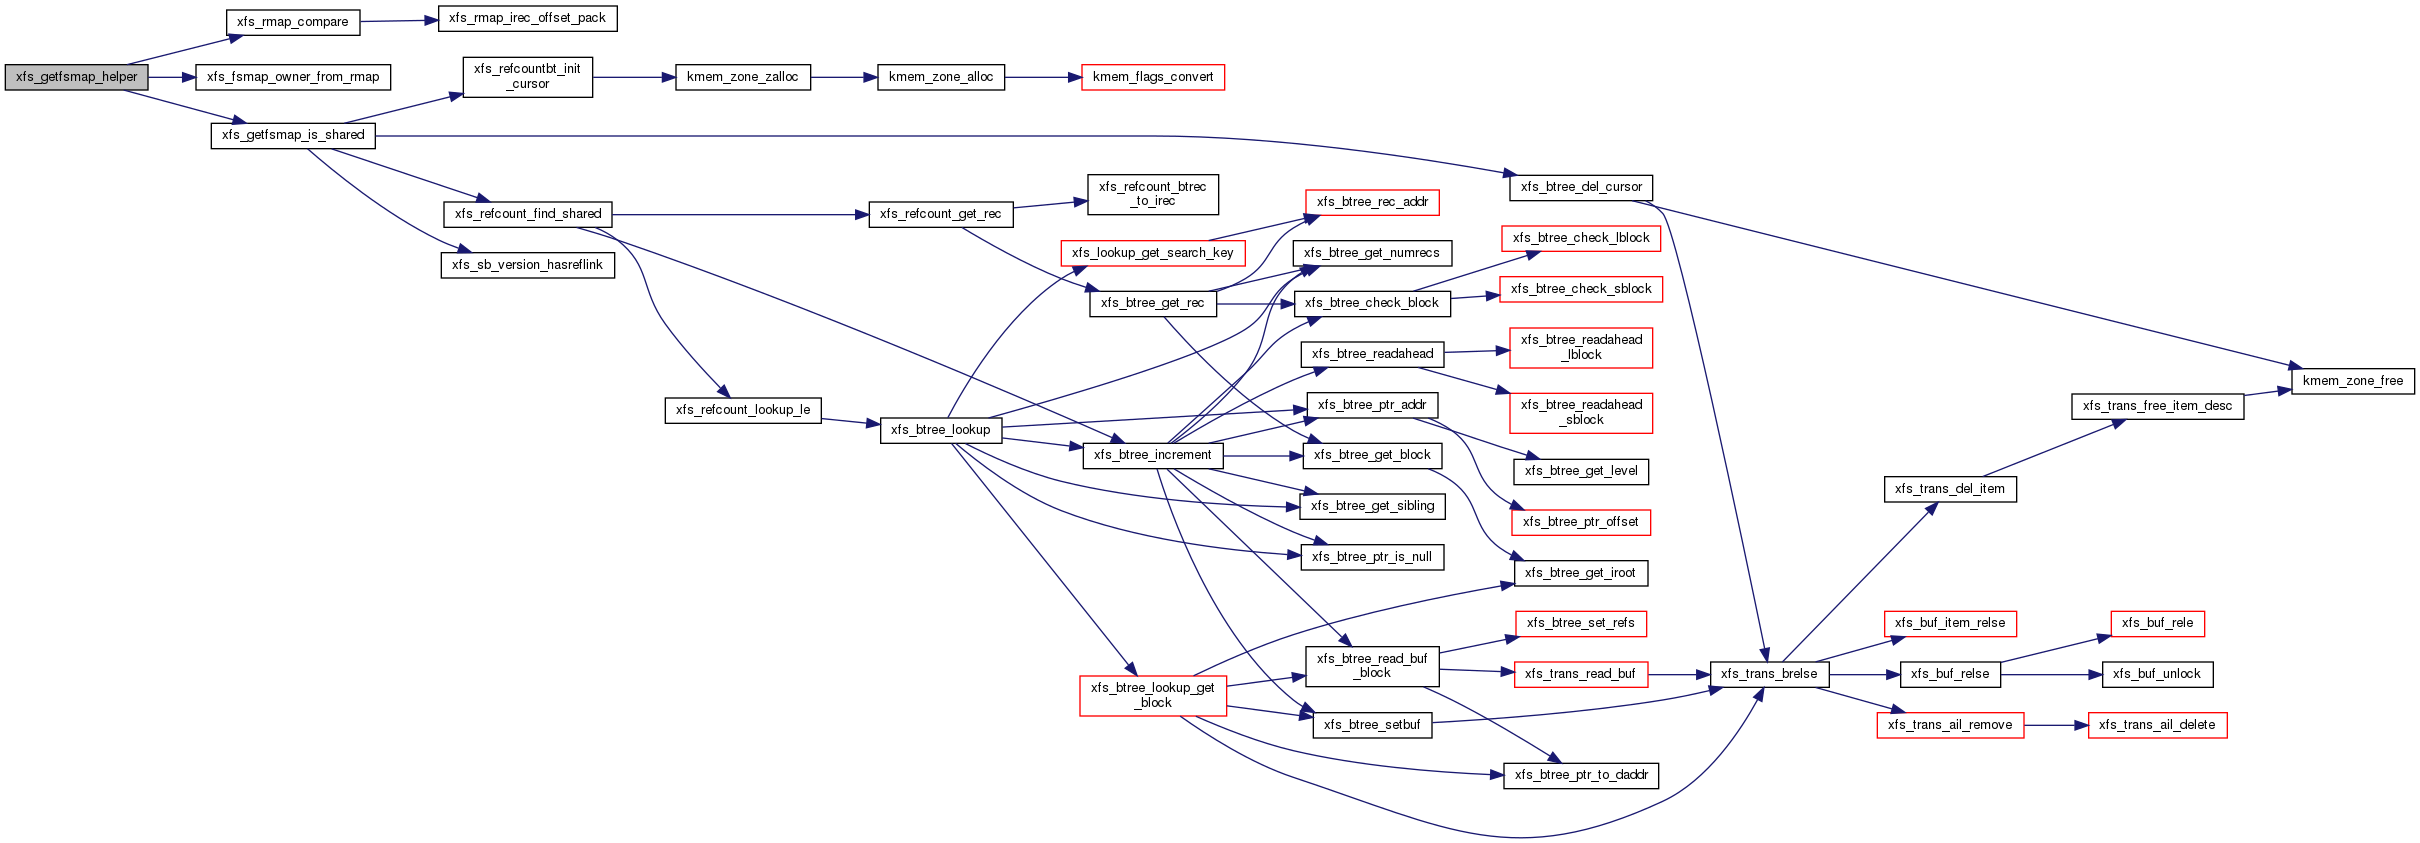 xfs_getfsmap_helper
xfs_rmap_compare
xfs_rmap_irec_offset_pack
xfs_fsmap_owner_from_rmap
xfs_getfsmap_is_shared
xfs_refcountbt_init
_cursor
kmem_zone_zalloc
kmem_zone_alloc
kmem_flags_convert
xfs_refcount_find_shared
xfs_sb_version_hasreflink
xfs_refcount_lookup_le
xfs_refcount_get_rec
xfs_btree_lookup
xfs_refcount_btrec
_to_irec
xfs_lookup_get_search_key
xfs_btree_get_rec
xfs_btree_increment
xfs_btree_lookup_get
_block
xfs_btree_rec_addr
xfs_btree_get_numrecs
xfs_btree_check_block
xfs_btree_readahead
xfs_btree_ptr_addr
xfs_btree_get_block
xfs_btree_get_sibling
xfs_btree_ptr_is_null
xfs_btree_read_buf
_block
xfs_btree_setbuf
xfs_btree_del_cursor
xfs_btree_check_lblock
xfs_btree_check_sblock
xfs_btree_readahead
_lblock
xfs_btree_readahead
_sblock
xfs_btree_get_level
xfs_btree_ptr_offset
xfs_btree_get_iroot
xfs_btree_set_refs
xfs_trans_read_buf
xfs_btree_ptr_to_daddr
xfs_trans_brelse
xfs_trans_del_item
xfs_buf_item_relse
xfs_buf_relse
xfs_trans_ail_remove
xfs_trans_free_item_desc
xfs_buf_rele
xfs_buf_unlock
xfs_trans_ail_delete
kmem_zone_free